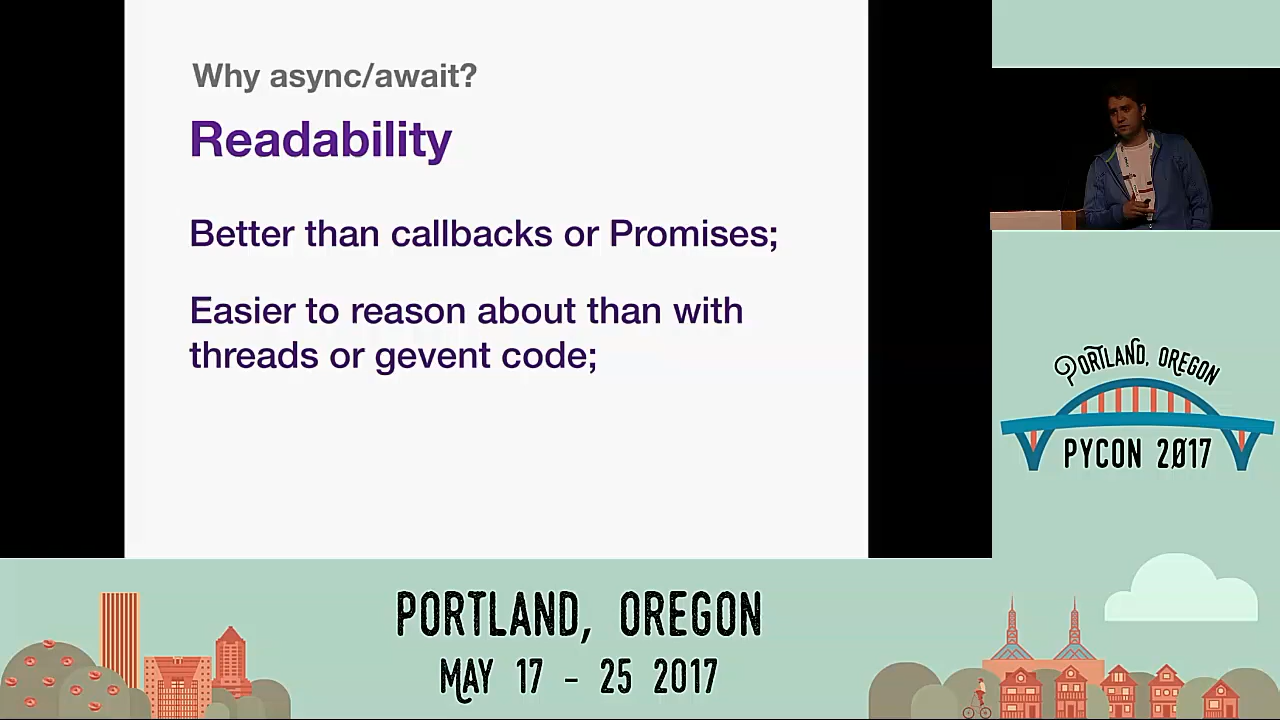 Why async/await?
Readability
Better than callbacks or Promises;
Easier to reason about than with
threads or gevent code;
PORTLAND, OREGON
PYCON 2017
PORTLAND, OREGON
MAY 17 - 25 2017